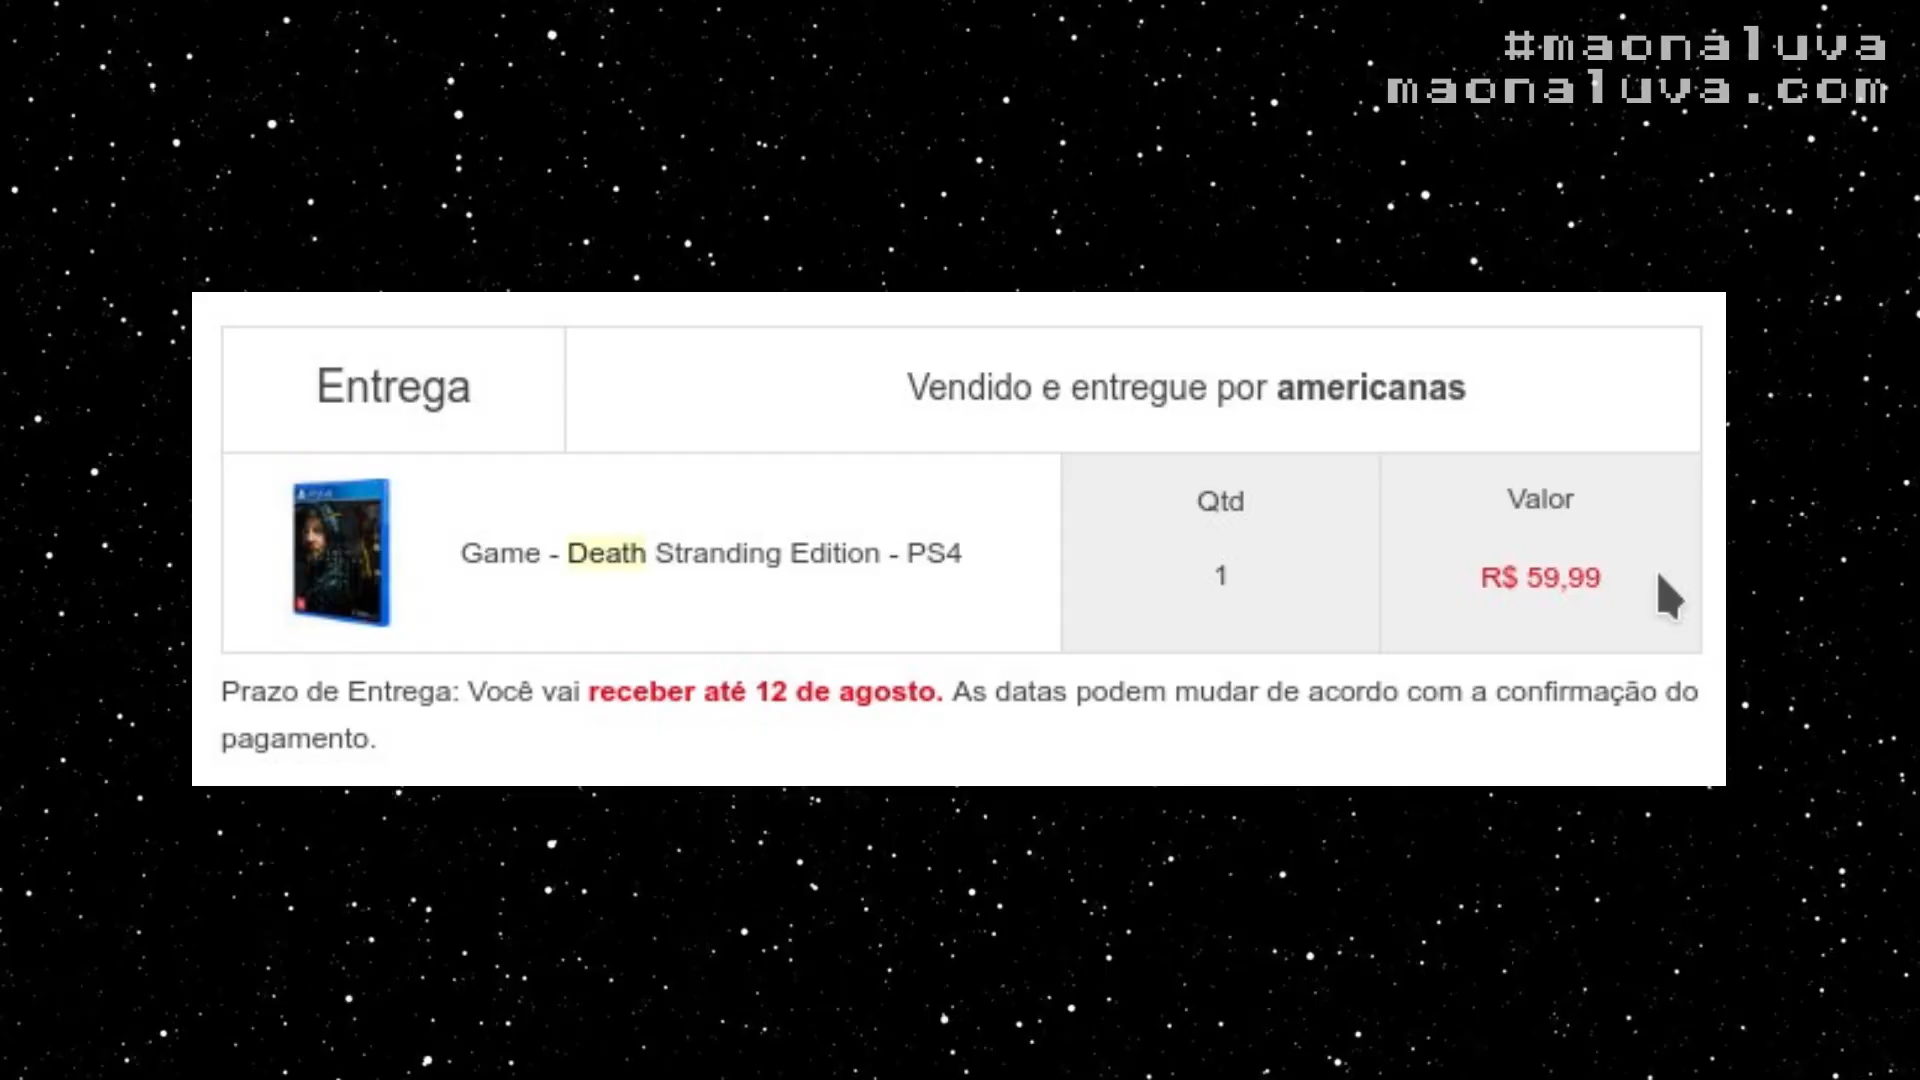 #maonaluva
maonaluva.com
Entrega
Vendido e entregue por americanas
Game - Death Stranding Edition - PS4
Qtd
1
Valor
R$ 59,99
Prazo de Entrega: Você vai receber até 12 de agosto. As datas podem mudar de acordo com a confirmação do
pagamento.